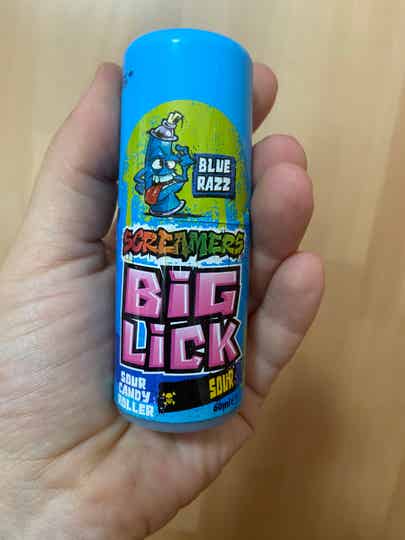 BLUE
RAZZ
SCREAMERS
BIG
LICK
SOUR
CANDY
ROLLER
SOUR
60ml